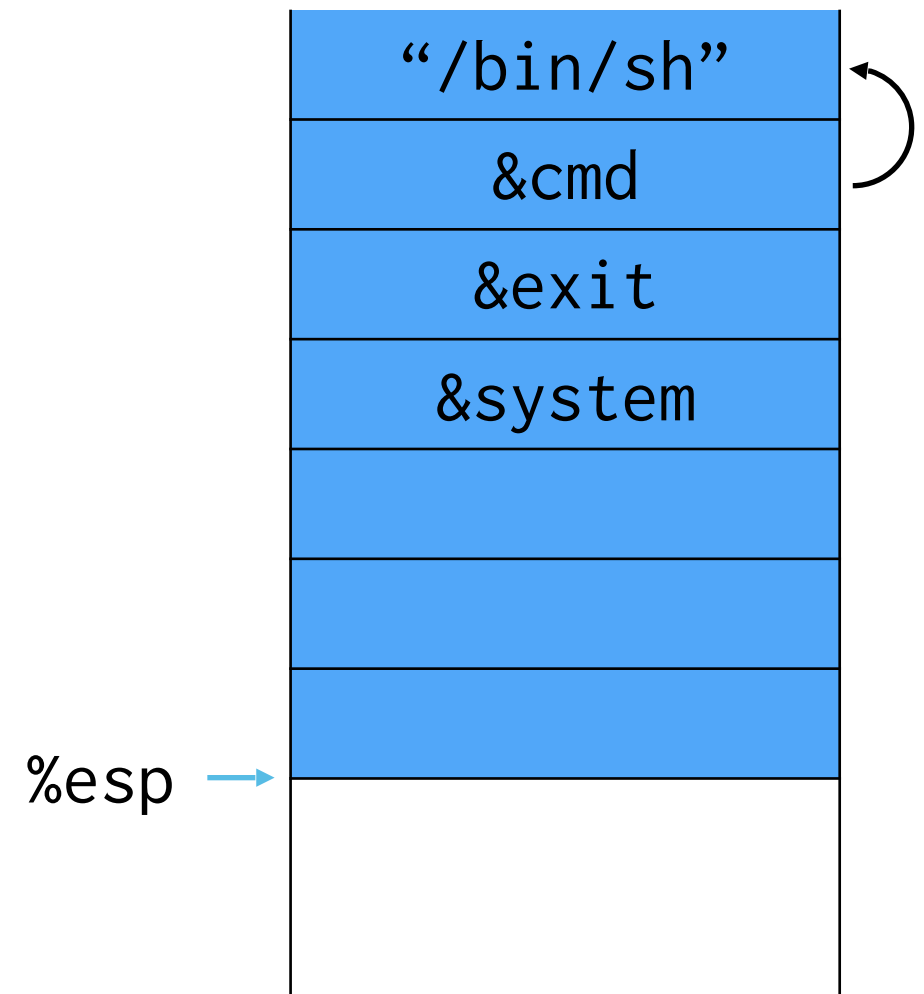 “/bin/sh”
&cmd
&exit
&system
%esp